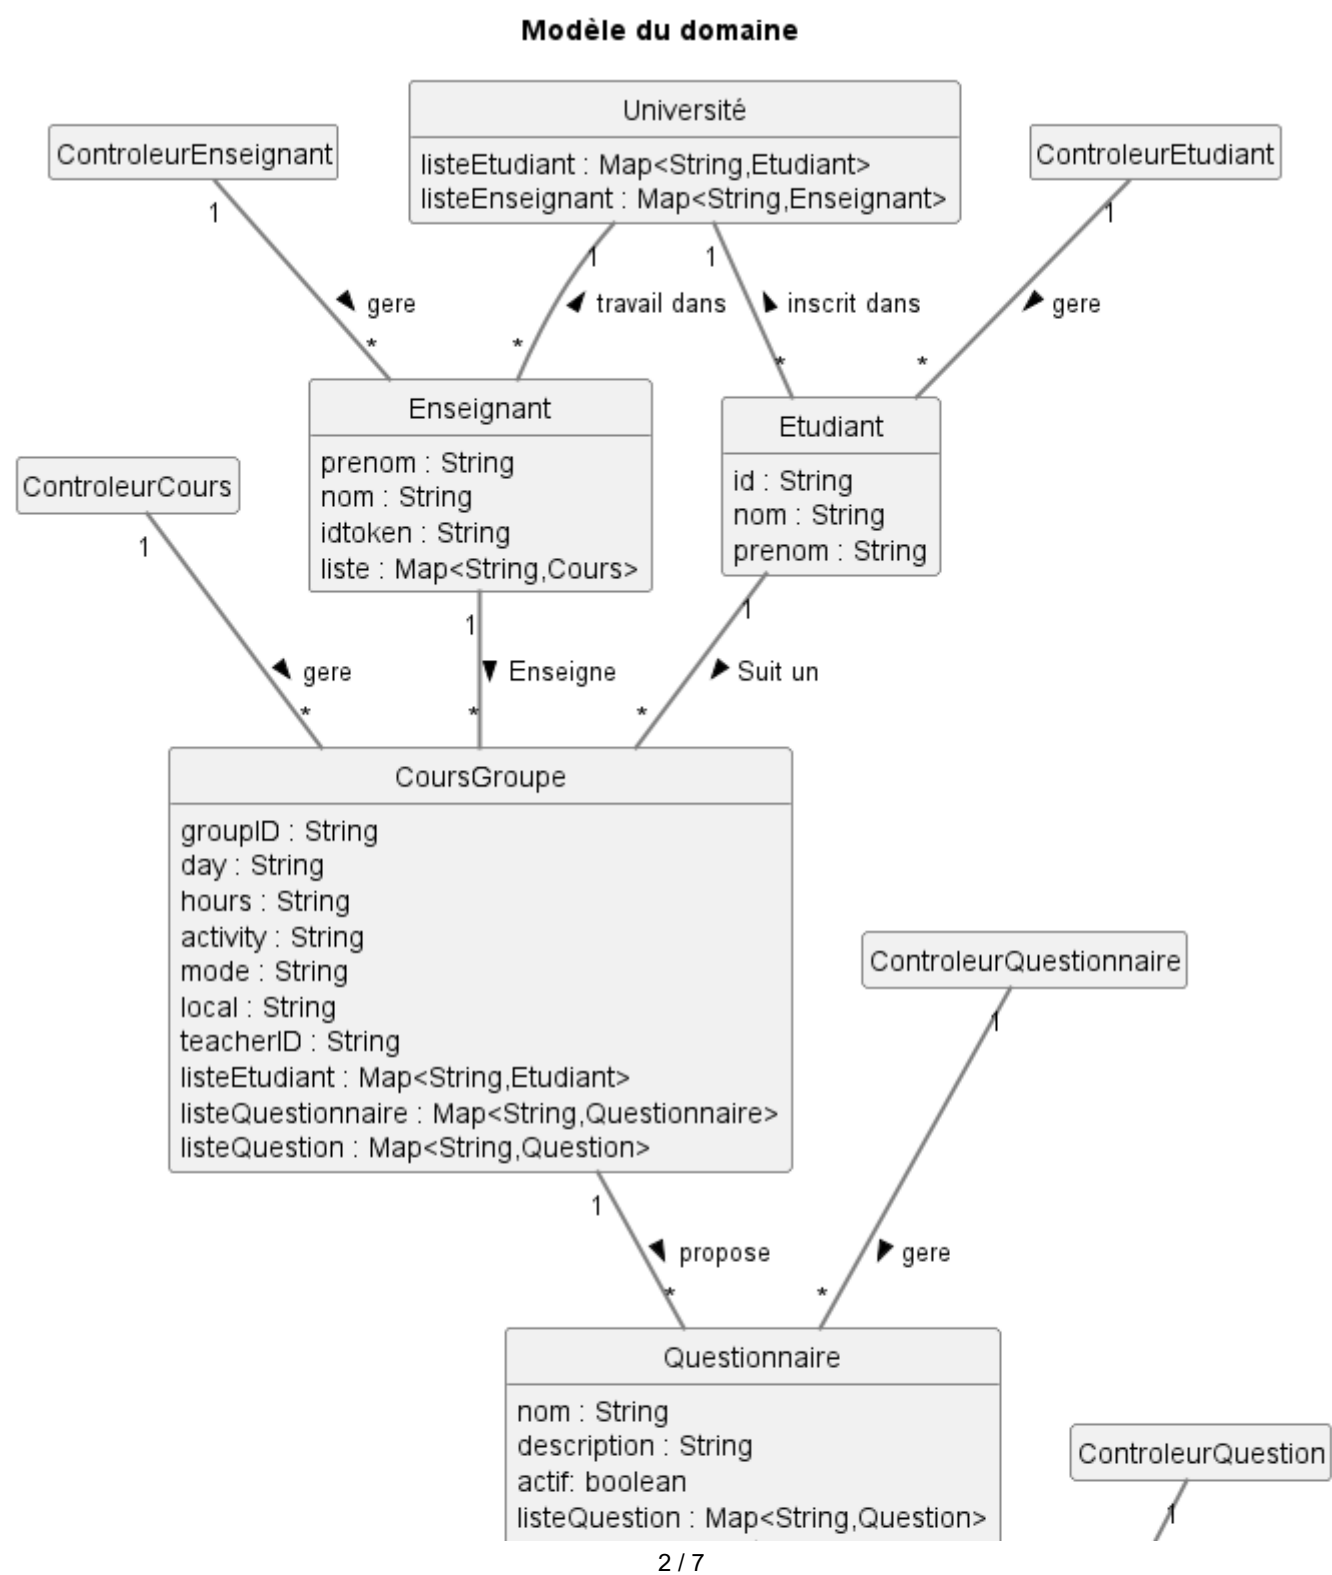 Modèle du domaine
Université
listeEtudiant : Map<String,Etudiant>
listeEnseignant : Map<String,Enseignant>
ControleurEnseignant
ControleurEtudiant
1
1
1
1
gere
travail dans
inscrit dans
gere
*
*
*
*
Enseignant
prenom : String
nom : String
idtoken : String
liste : Map<String,Cours>
Etudiant
id : String
nom : String
prenom : String
ControleurCours
1
1
1
gere
Enseigne
Suit un
*
*
*
CoursGroupe
groupID : String
day : String
hours : String
activity : String
mode : String
local : String
teacherID : String
listeEtudiant : Map<String,Etudiant>
listeQuestionnaire : Map<String,Questionnaire>
listeQuestion : Map<String,Question>
ControleurQuestionnaire
1
1
propose
gere
*
*
Questionnaire
nom : String
description : String
actif: boolean
listeQuestion : Map<String,Question>
ControleurQuestion
1
2 / 7